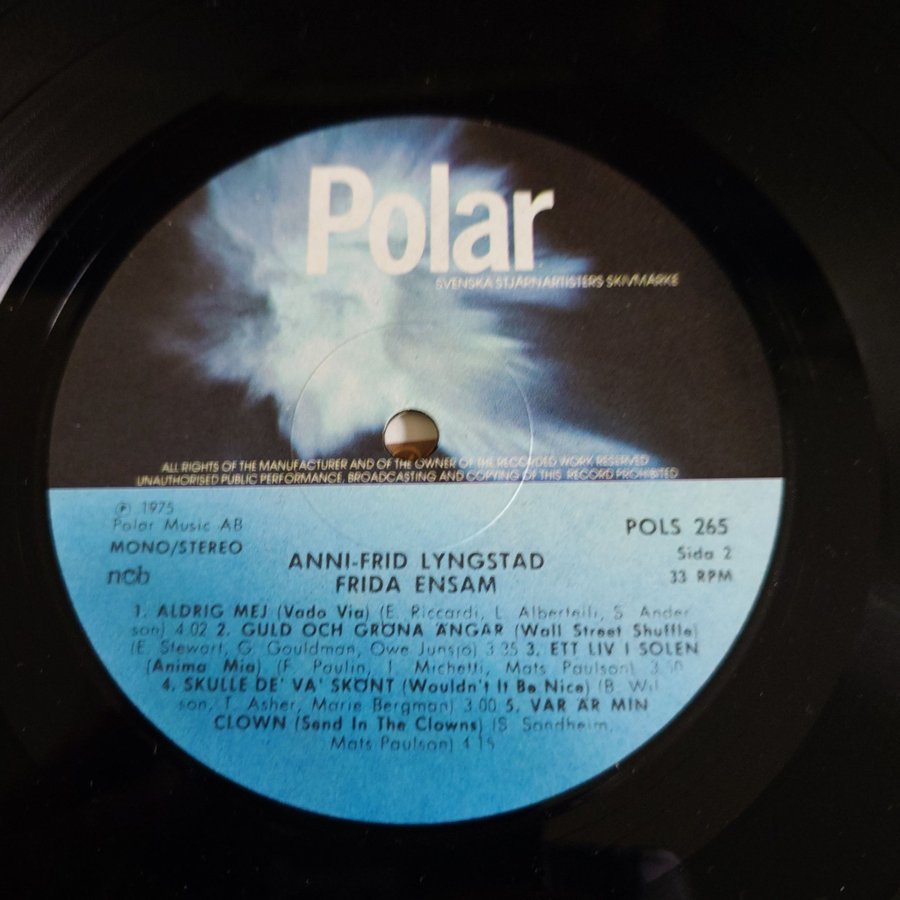 Polar
SVENSKA STJÄRNARTISTERS SKIVMÄRKE
ALL RIGHTS OF THE MANUFACTURER AND OF THE OWNER OF THE RECORDED WORK RESERVED
UNAUTHORISED PUBLIC PERFORMANCE, BROADCASTING AND COPYING OF THIS RECORD PROHIBITED
℗ 1975
Polar Music AB
MONO/STEREO
ncb
POLS 265
Sida 2
33 RPM
ANNI-FRID LYNGSTAD
FRIDA ENSAM
1. ALDRIG MEJ (Vado Via) (E. Riccardi, L. Albertelli, S. Ander
son) 4.02 2. GULD OCH GRÖNA ÄNGAR (Wall Street Shuffle)
(E. Stewart, G. Gouldman, Owe Junsjö) 3.35 3. ETT LIV I SOLEN
(Anima Mia) (F. Paulin, I. Michetti, Mats Paulson)
4. SKULLE DE' VA' SKÖNT (Wouldn't It Be Nice) (B. Wil
son, T. Asher, Marie Bergman) 3.00 5. VAR ÄR MIN
CLOWN (Send In The Clowns) (S. Sondheim,
Mats Paulson) 4.15